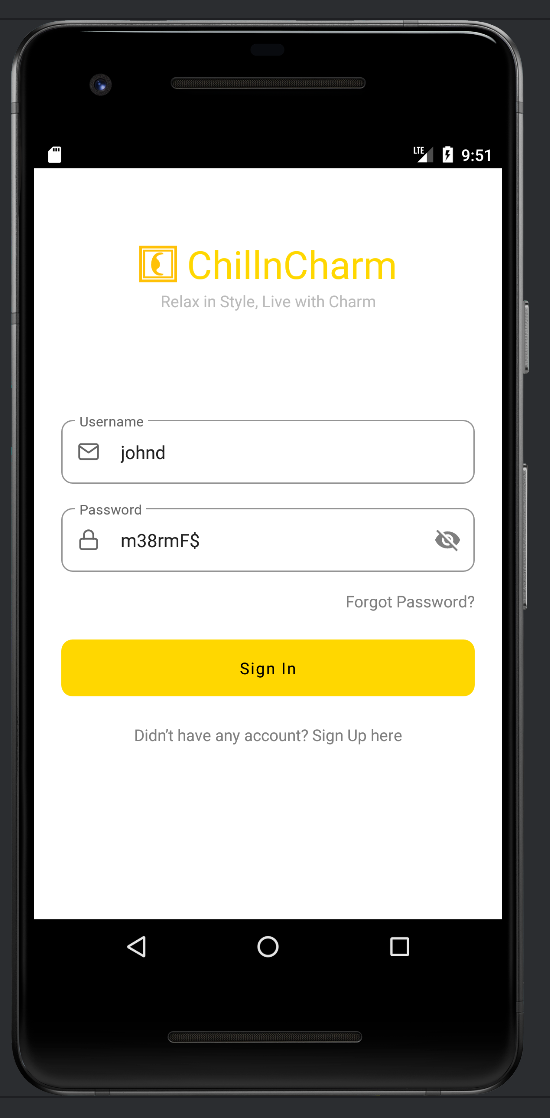 LTE 9:51
ChillnCharm
Relax in Style, Live with Charm
Username
johnd
Password
m38rmF$
Forgot Password?
Sign In
Didn't have any account? Sign Up here